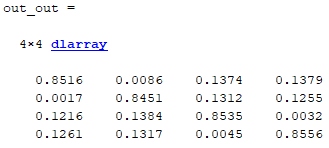 out_out =
4×4 dlarray
0.8516 0.0086 0.1374 0.1379
0.0017 0.8451 0.1312 0.1255
0.1216 0.1384 0.8535 0.0032
0.1261 0.1317 0.0045 0.8556